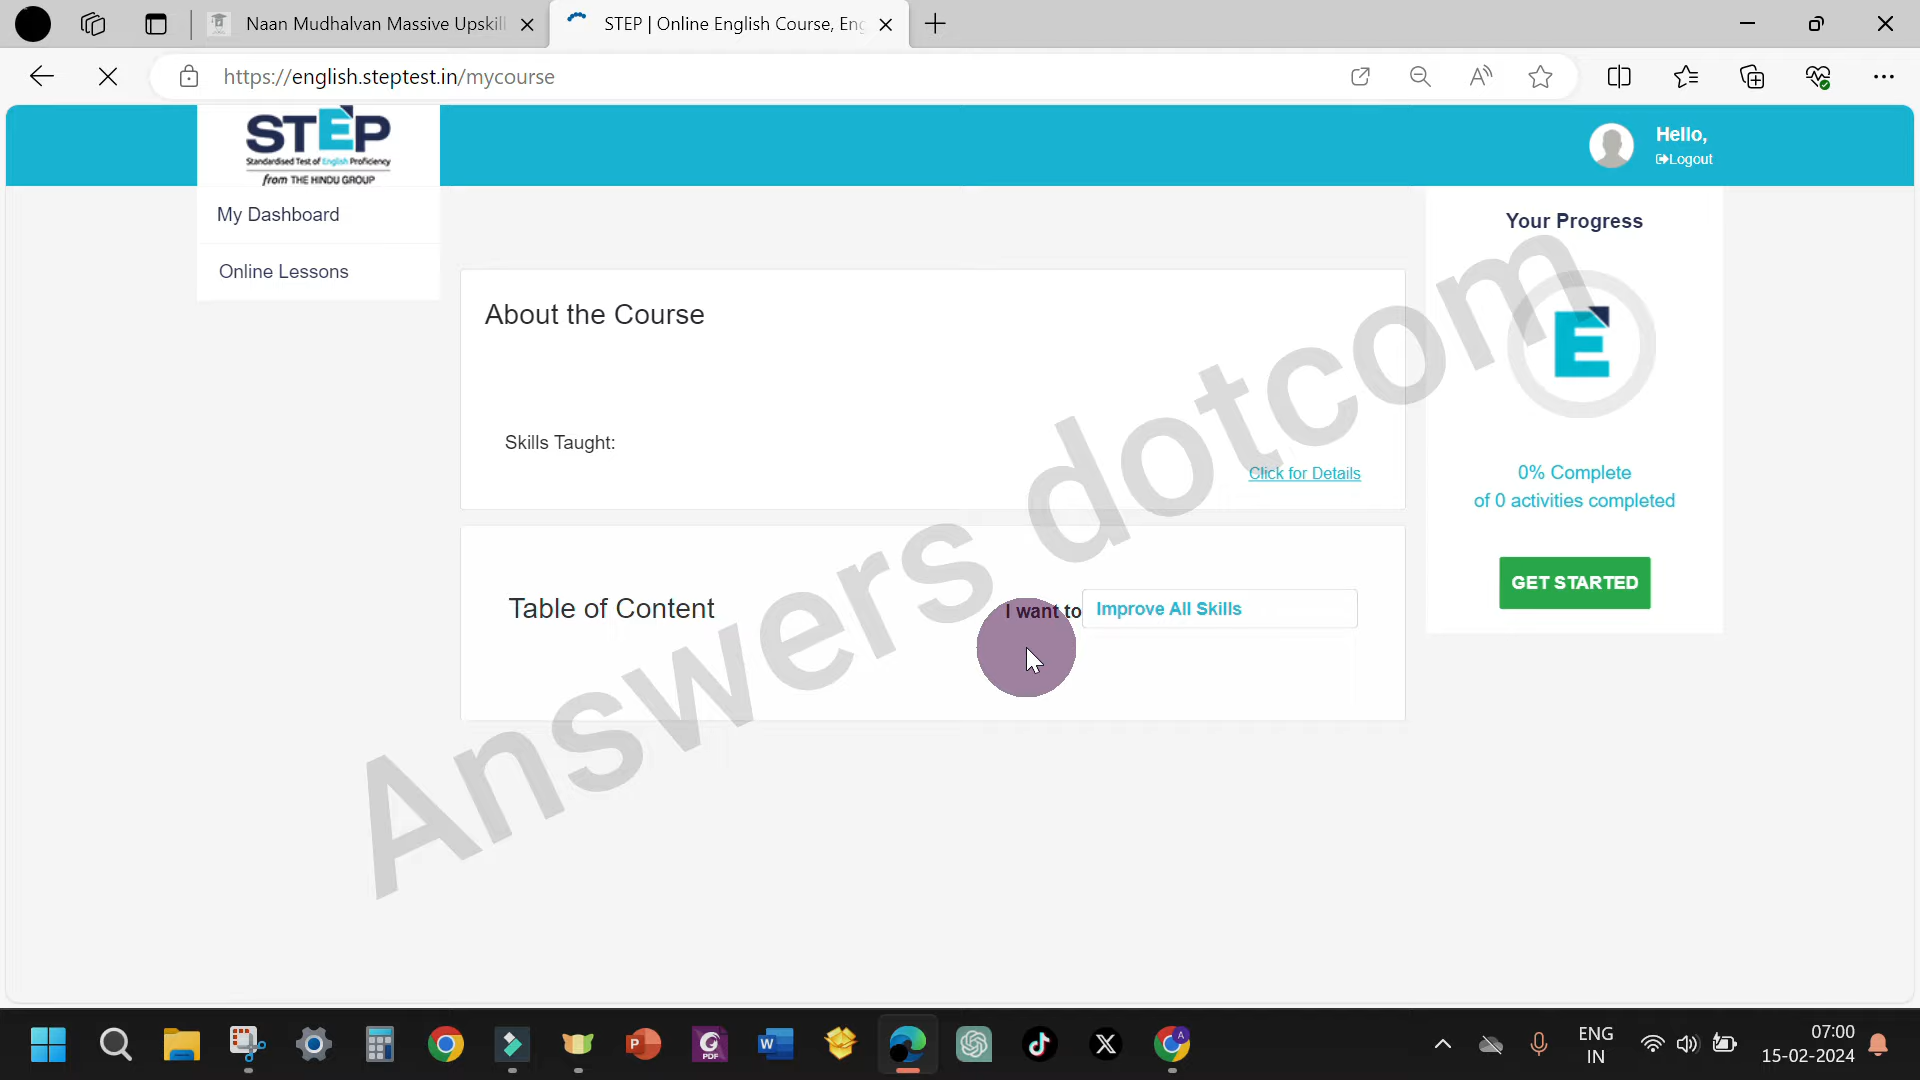 Naan Mudhalvan Massive Upskill
STEP | Online English Course, Eng
https://english.steptest.in/mycourse
STEP
Standardised Test of English Proficiency
from THE HINDU GROUP
Hello,
Logout
My Dashboard
Online Lessons
About the Course
Skills Taught:
Click for Details
Table of Content
I want to
Improve All Skills
Your Progress
E
0% Complete
of 0 activities completed
GET STARTED
Answers dotcom
ENG
IN
07:00
15-02-2024